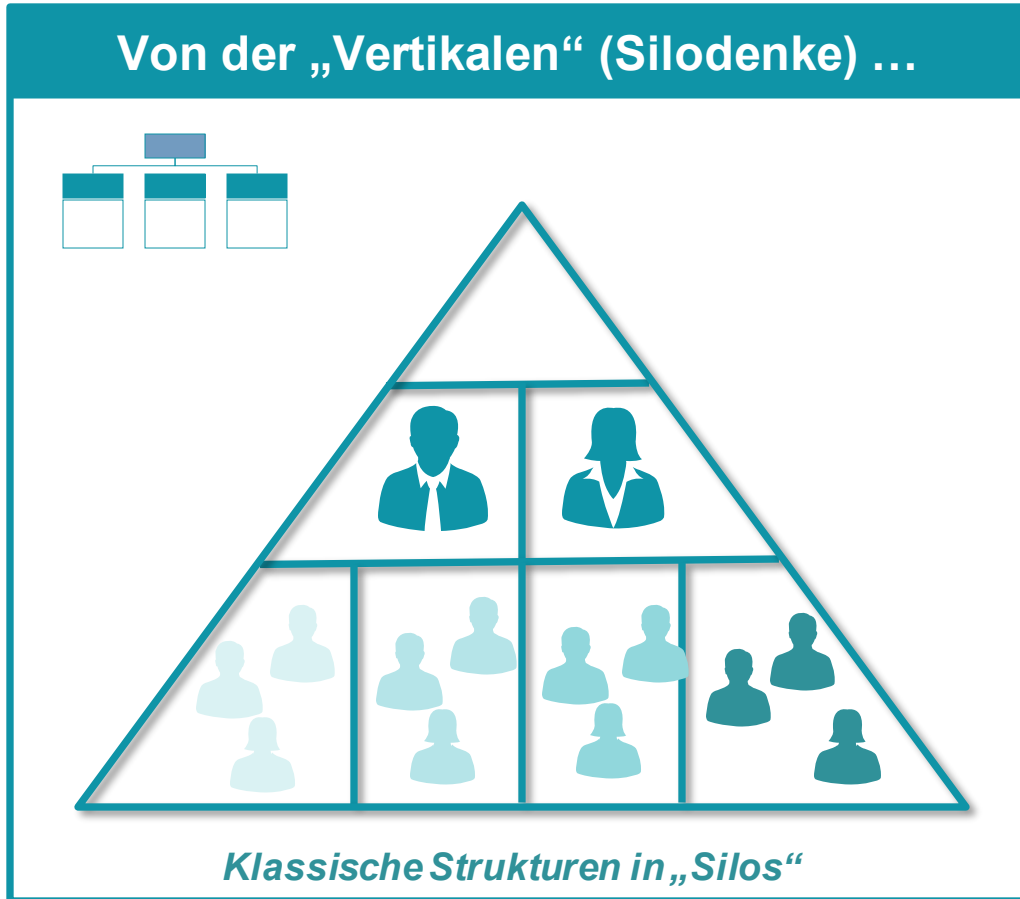 Von der „Vertikalen“ (Silodenke) …
Klassische Strukturen in „Silos“